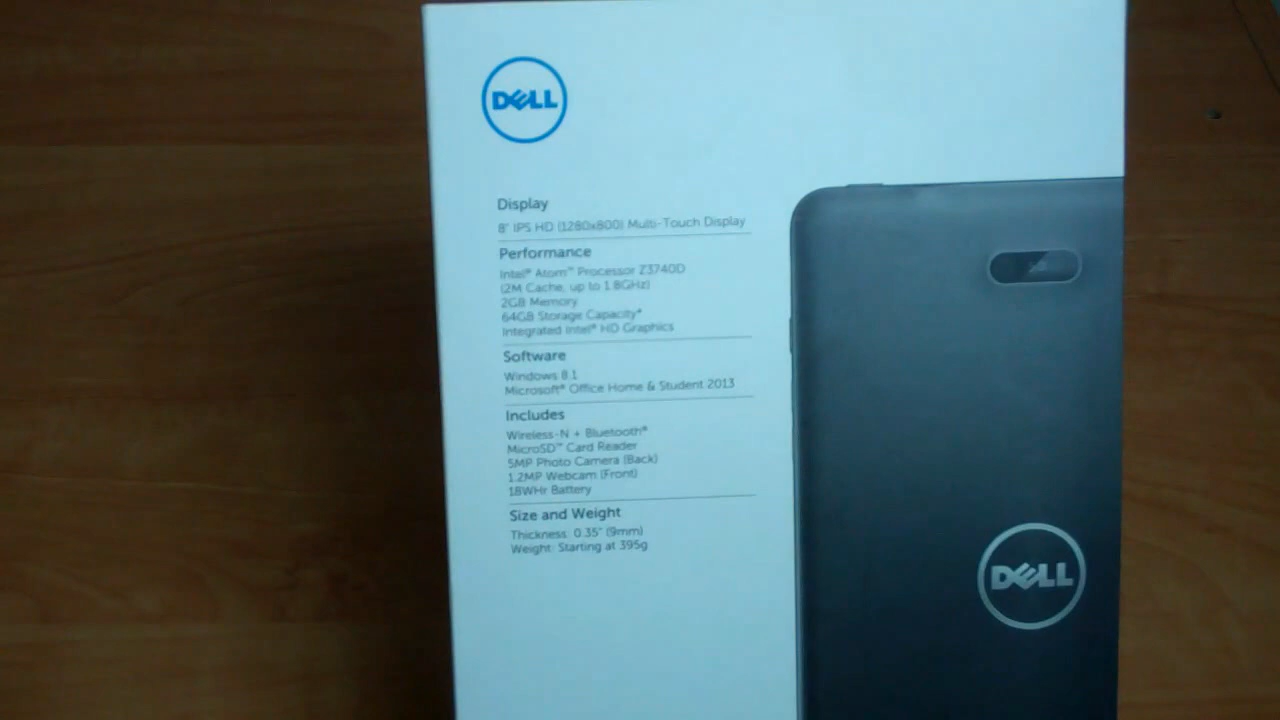 DELL
Display
8" IPS HD (1280x800) Multi-Touch Display
Performance
Intel® Atom™ Processor Z3740D
(2M Cache, up to 1.8GHz)
2GB Memory
64GB Storage Capacity*
Integrated Intel® HD Graphics
Software
Windows 8.1
Microsoft® Office Home & Student 2013
Includes
Wireless-N + Bluetooth®
MicroSD™ Card Reader
5MP Photo Camera (Back)
1.2MP Webcam (Front)
18WHr Battery
Size and Weight
Thickness: 0.35" (9mm)
Weight: Starting at 395g
DELL